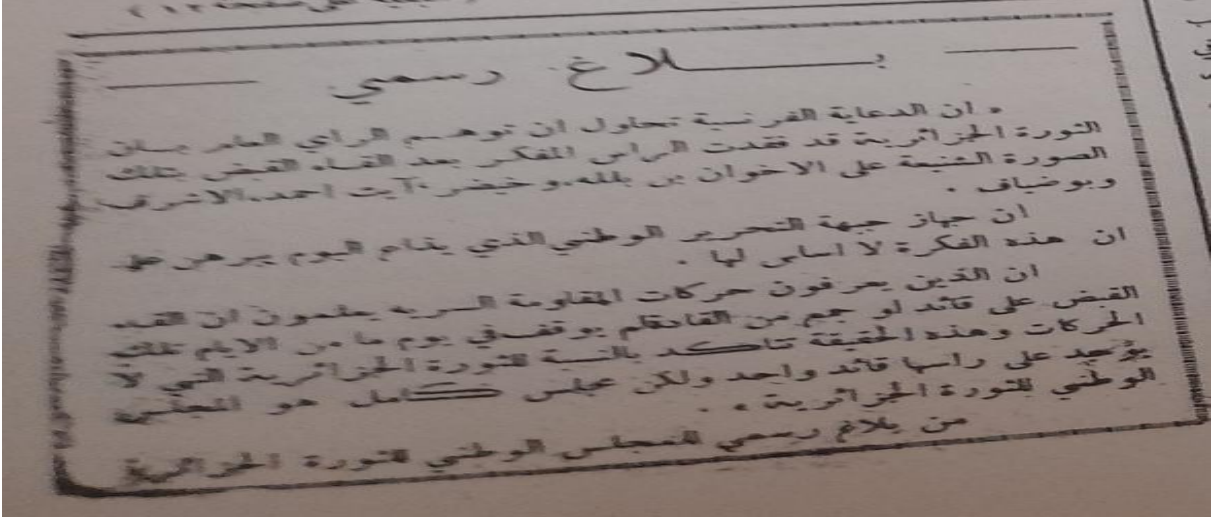 بـــــلاغ رسمي
« ان الدعاية الفرنسية تحاول ان توهم الراي العام بان
الثورة الجزائرية قد فقدت الراس المفكر بعد القاء القبض بتلك
الصورة الشنيعة على الاخوان بن بلله، و خيضر، آيت احمد، الاشرف
وبوضياف .
ان جهاز جبهة التحرير الوطني الذي ينام اليوم يبرهن على
ان هذه الفكرة لا اساس لها .
ان الذين يعرفون حركات المقاومة السريه يعلمون ان القاء
القبض على قائد او جمع من القادة لم يوقف في يوم ما من الايام تلك
الحركات وهذه الحقيقة تتاكد بالنسبة للثورة الجزائرية التي لا
يوجد على راسها قائد واحد ولكن مجلس كامل هو المجلس
الوطني للثورة الجزائرية » .
من بلاغ رسمي للمجلس الوطني للثورة الجزائرية